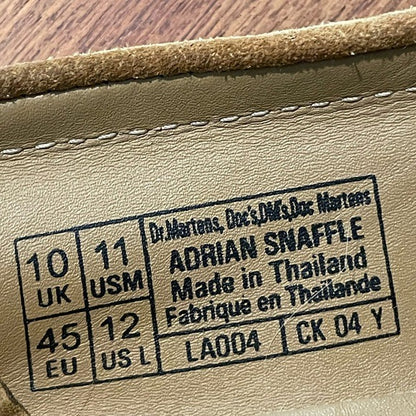 10 UK
11 USM
45 EU
12 US L
Dr.Martens, Doc's,DM's,Doc Martens
ADRIAN SNAFFLE
Made in Thailand
Fabrique en Thaïlande
LA004
CK 04 Y